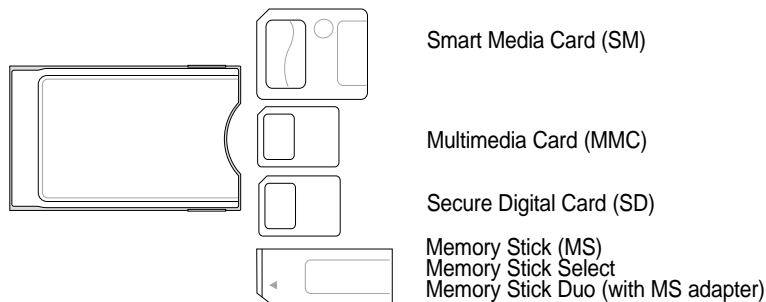 Smart Media Card (SM)
Multimedia Card (MMC)
Secure Digital Card (SD)
Memory Stick (MS)
Memory Stick Select
Memory Stick Duo (with MS adapter)